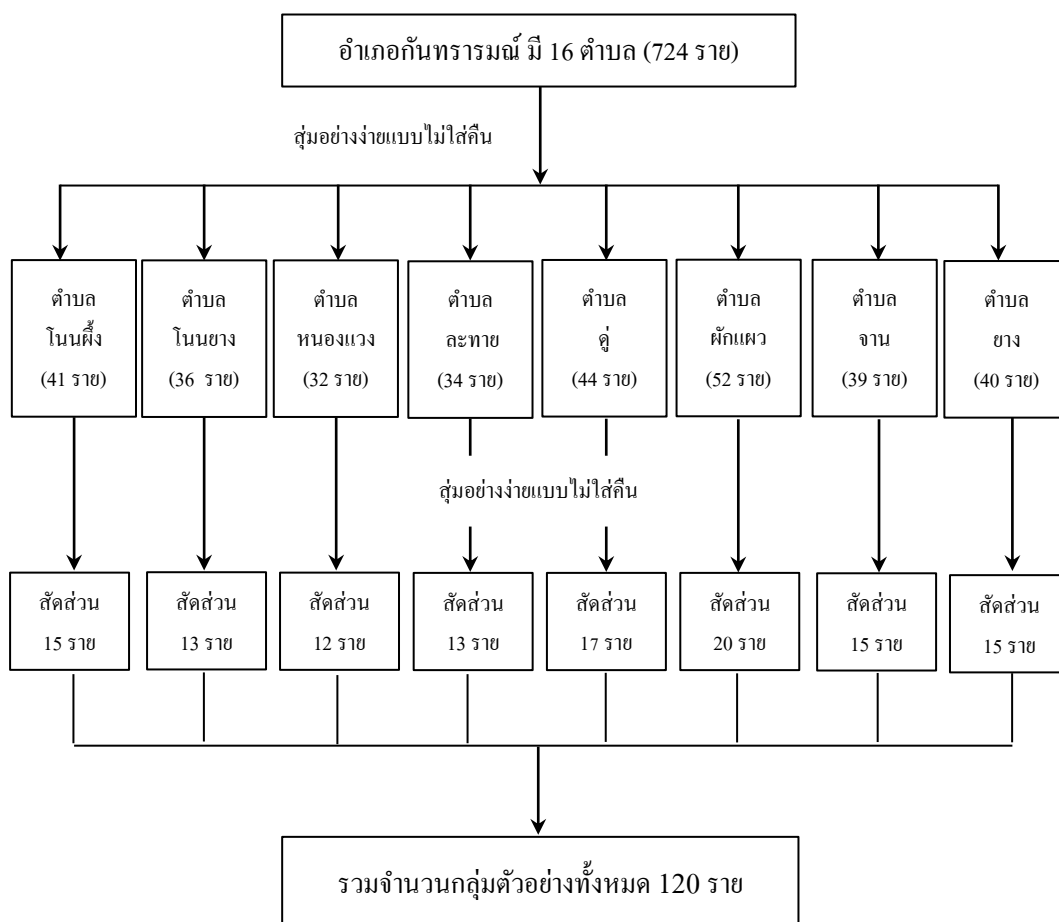 อำเภอกันทรารมณ์ มี 16 ตำบล (724 ราย)
สุ่มอย่างง่ายแบบไม่ใส่คืน
ตำบล
โนนผึ้ง
(41 ราย)
ตำบล
โนนยาง
(36 ราย)
ตำบล
หนองแวง
(32 ราย)
ตำบล
ละทาย
(34 ราย)
ตำบล
คู่
(44 ราย)
ตำบล
ผักแผว
(52 ราย)
ตำบล
จาน
(39 ราย)
ตำบล
ยาง
(40 ราย)
สุ่มอย่างง่ายแบบไม่ใส่คืน
สัดส่วน
15 ราย
สัดส่วน
13 ราย
สัดส่วน
12 ราย
สัดส่วน
13 ราย
สัดส่วน
17 ราย
สัดส่วน
20 ราย
สัดส่วน
15 ราย
สัดส่วน
15 ราย
รวมจำนวนกลุ่มตัวอย่างทั้งหมด 120 ราย